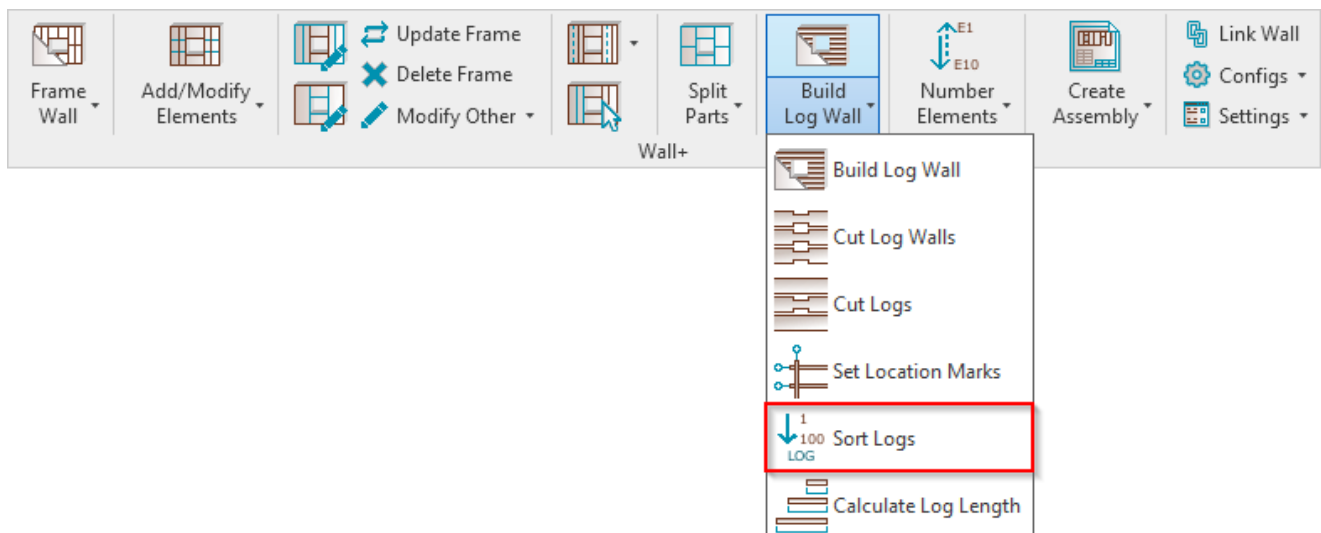 Frame
Wall
Add/Modify
Elements
Update Frame
Delete Frame
Modify Other
Split
Parts
Build
Log Wall
E1
E10
Number
Elements
Create
Assembly
Link Wall
Configs
Settings
Wall+
Build Log Wall
Cut Log Walls
Cut Logs
Set Location Marks
1
100
LOG
Sort Logs
Calculate Log Length